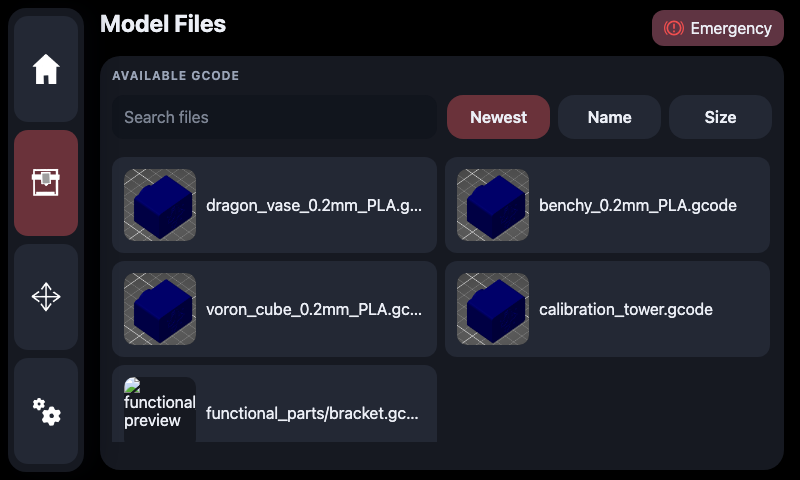 Model Files
Emergency
AVAILABLE GCODE
Search files
Newest
Name
Size
dragon_vase_0.2mm_PLA.g...
benchy_0.2mm_PLA.gcode
voron_cube_0.2mm_PLA.gc...
calibration_tower.gcode
functional
preview
functional_parts/bracket.gc...